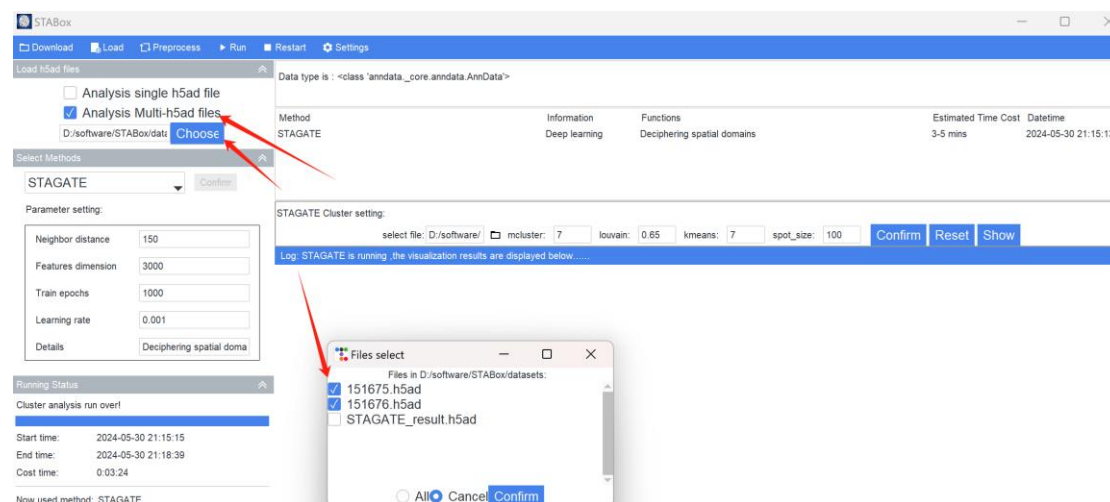 STABox
Download Load Preprocess Run Restart Settings
Load h5ad files
Analysis single h5ad file
Analysis Multi-h5ad files
D:/software/STABox/data Choose
Select Methods
STAGATE Confirm
Parameter setting:
Neighbor distance 150
Features dimension 3000
Train epochs 1000
Learning rate 0.001
Details Deciphering spatial doma
Running Status
Cluster analysis run over!
Start time: 2024-05-30 21:15:15
End time: 2024-05-30 21:18:39
Cost time: 0:03:24
Now used method: STAGATE
Data type is : <class 'anndata._core.anndata.AnnData'>
Method Information Functions Estimated Time Cost Datetime
STAGATE Deep learning Deciphering spatial domains 3-5 mins 2024-05-30 21:15:1
STAGATE Cluster setting:
select file: D:/software/ mcluster: 7 louvain: 0.65 kmeans: 7 spot_size: 100 Confirm Reset Show
Log: STAGATE is running ,the visualization results are displayed below......
Files select
Files in D:/software/STABox/datasets:
151675.h5ad
151676.h5ad
STAGATE_result.h5ad
All Cancel Confirm